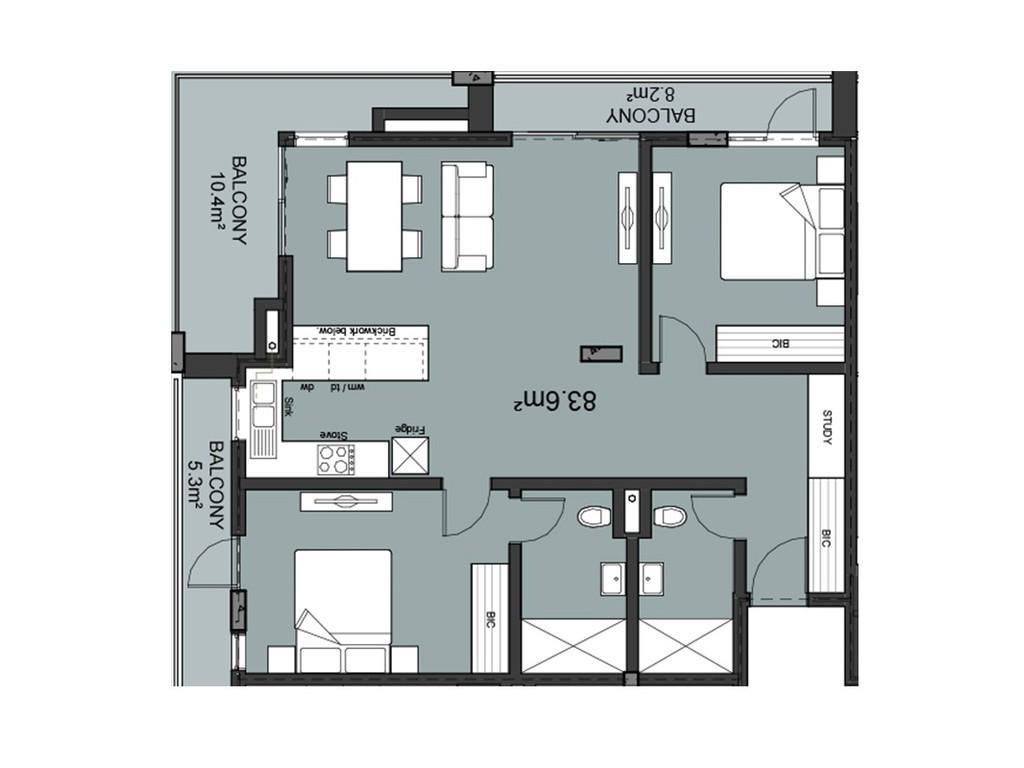 BALCONY
8.2m²
BALCONY
10.4m²
Brickwork below.
BIC
wm / td
dw
83.6m²
Sink
Stove
Fridge
STUDY
BALCONY
5.3m²
BIC
BIC